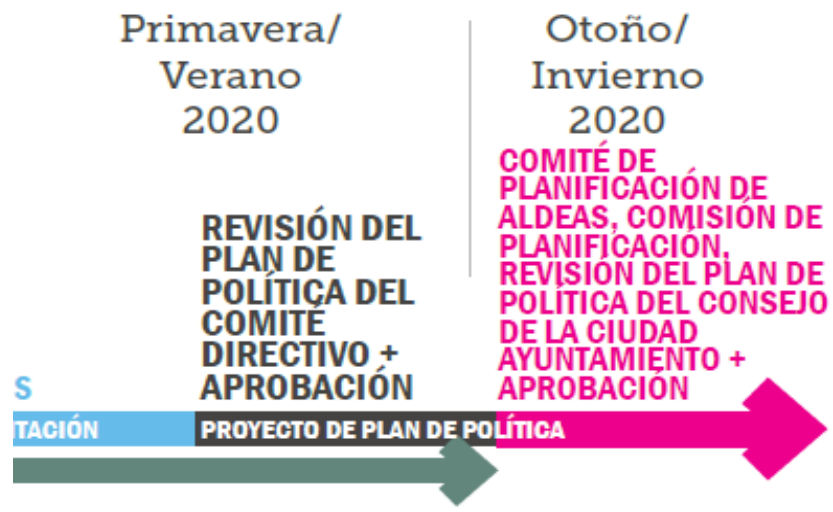 Primavera/
Verano
2020
Otoño/
Invierno
2020
REVISIÓN DEL
PLAN DE
POLÍTICA DEL
COMITÉ
DIRECTIVO +
APROBACIÓN
COMITÉ DE
PLANIFICACIÓN DE
ALDEAS, COMISIÓN DE
PLANIFICACIÓN,
REVISIÓN DEL PLAN DE
POLÍTICA DEL CONSEJO
DE LA CIUDAD
AYUNTAMIENTO +
APROBACIÓN
S
TACIÓN
PROYECTO DE PLAN DE POLÍTICA